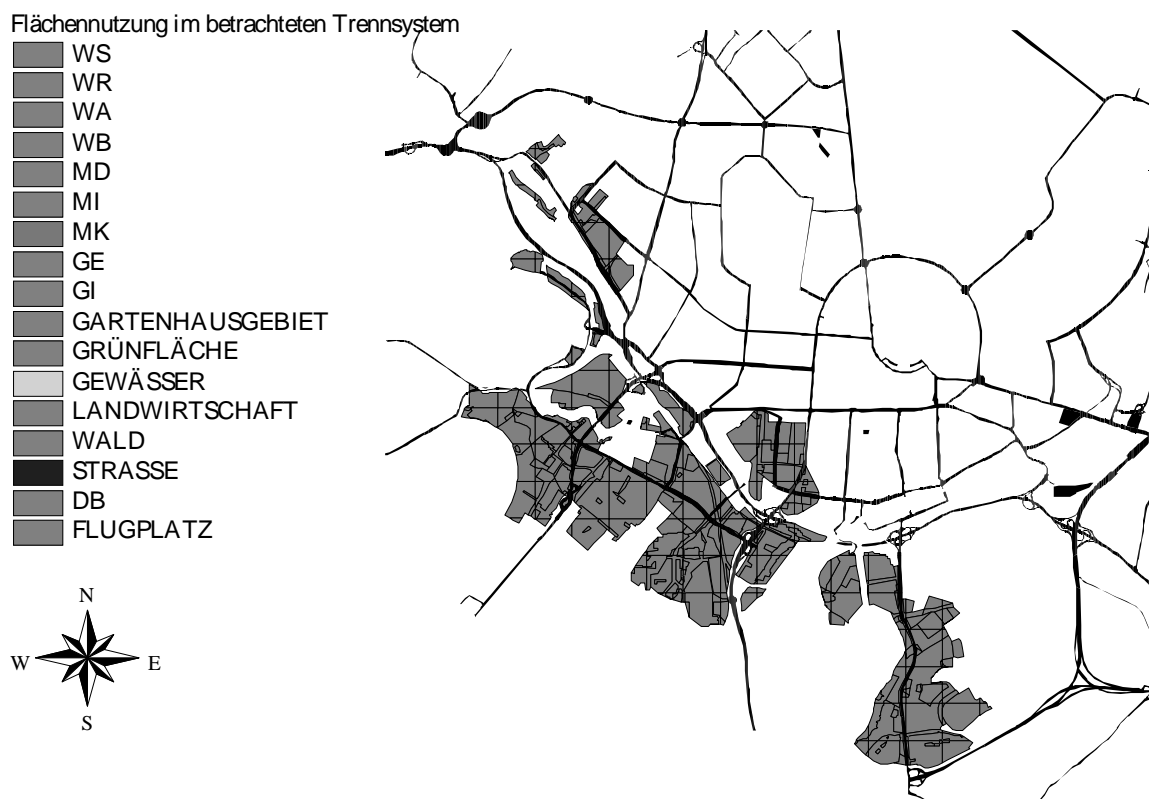 Flächennutzung im betrachteten Trennsystem
WS
WR
WA
WB
MD
MI
MK
GE
GI
GARTENHAUSGEBIET
GRÜNFLÄCHE
GEWÄSSER
LANDWIRTSCHAFT
WALD
STRASSE
DB
FLUGPLATZ
N
W E
S